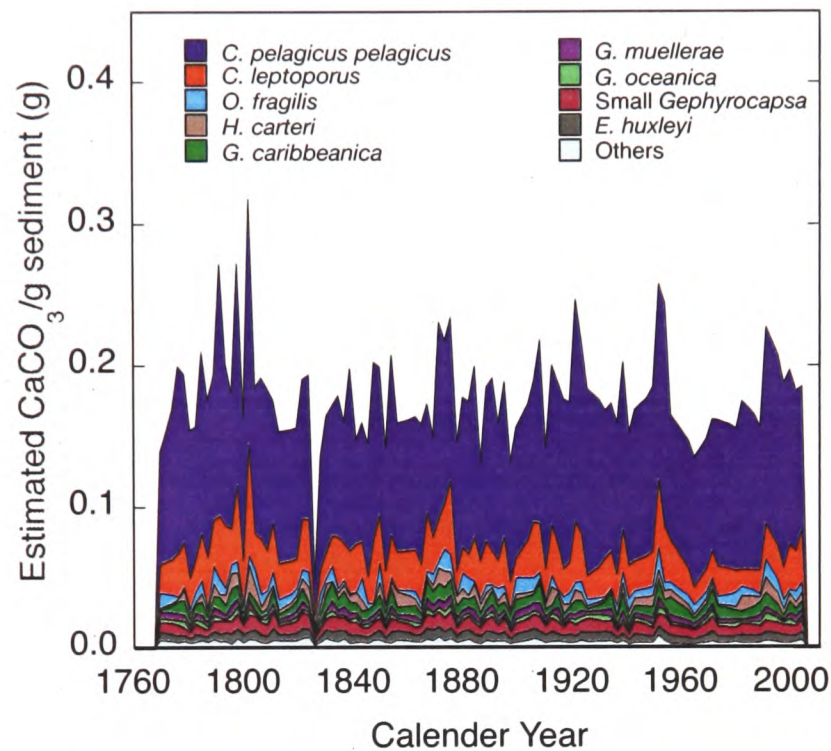 Estimated CaCO3/g sediment (g)
0.4
0.3
0.2
0.1
0.0
C. pelagicus pelagicus
C. leptoporus
O. fragilis
H. carteri
G. caribbeanica
G. muellerae
G. oceanica
Small Gephyrocapsa
E. huxleyi
Others
1760 1800 1840 1880 1920 1960 2000
Calender Year